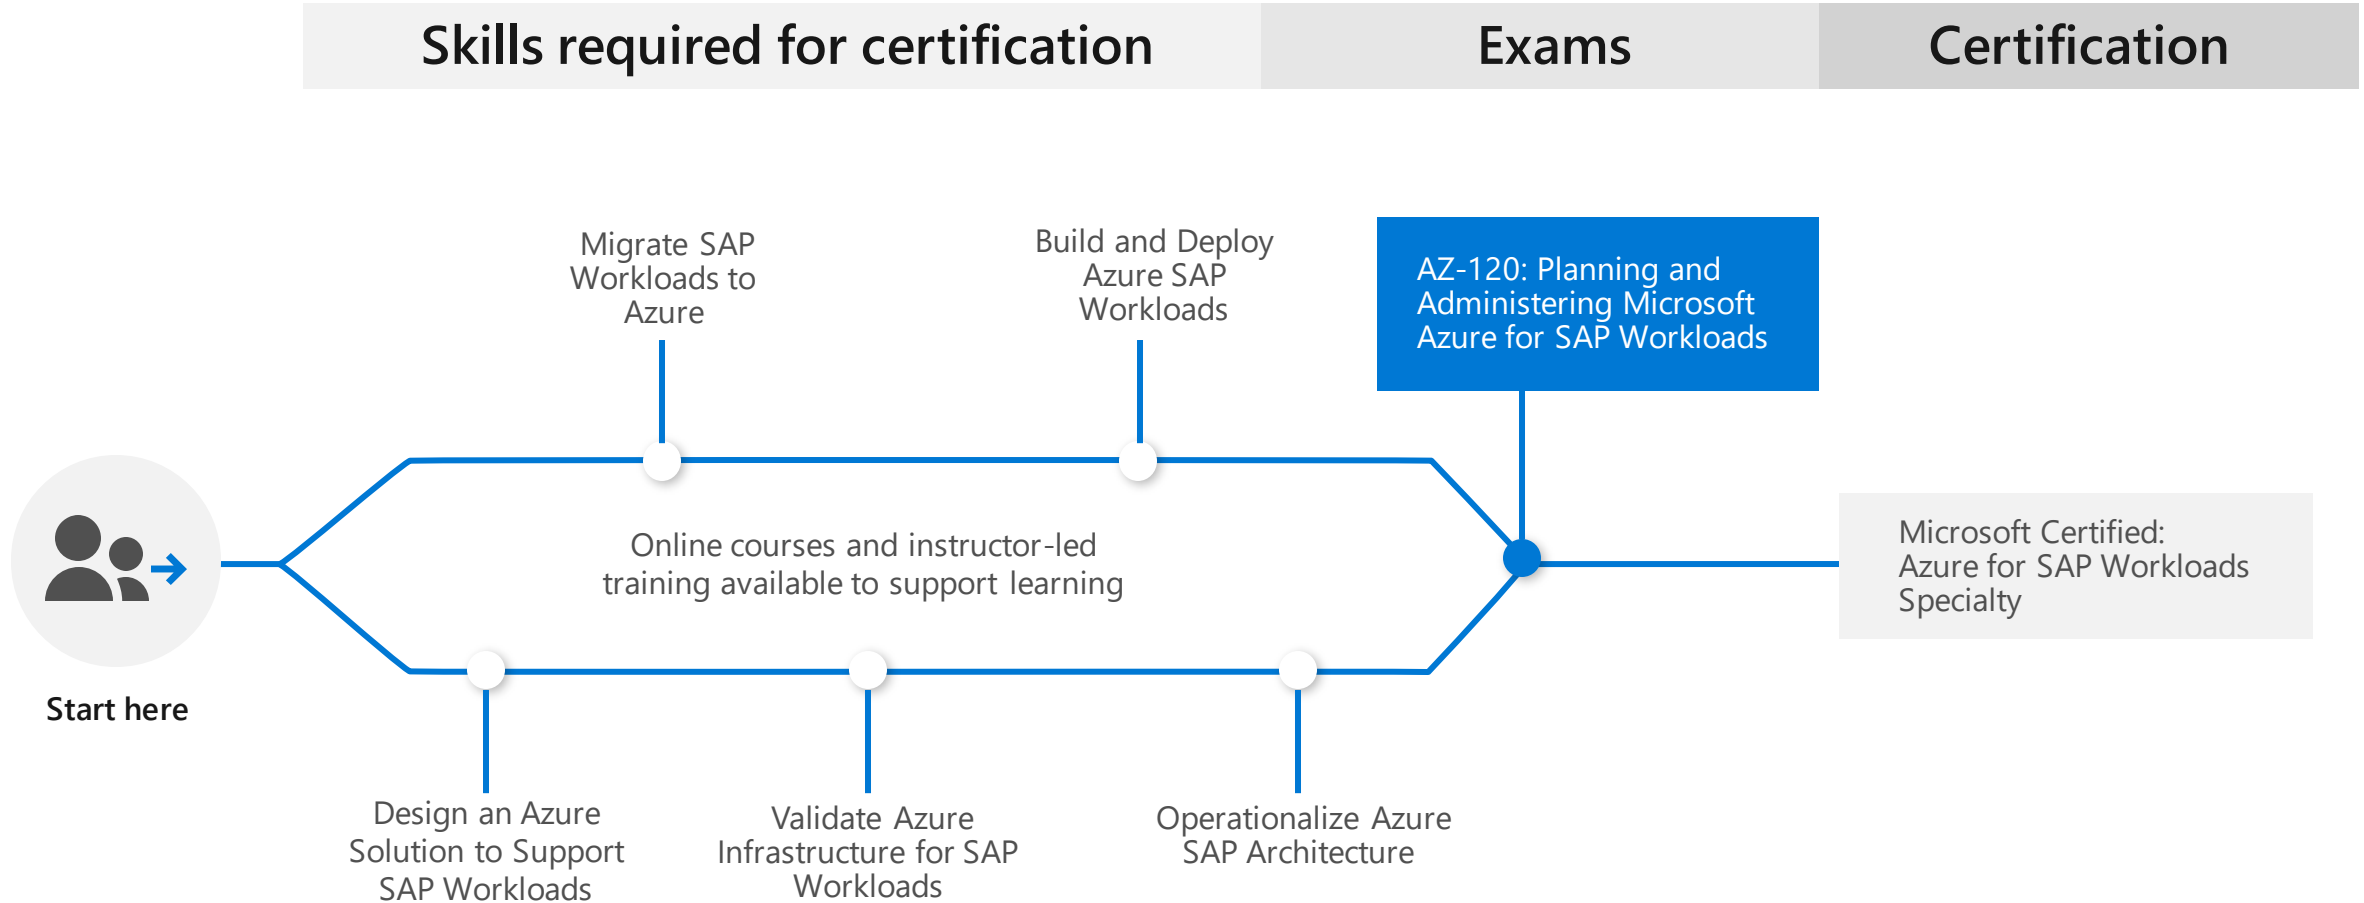 Skills required for certification
Exams
Certification
Migrate SAP
Workloads to
Azure
Build and Deploy
Azure SAP
Workloads
AZ-120: Planning and
Administering Microsoft
Azure for SAP Workloads
Online courses and instructor-led
training available to support learning
Microsoft Certified:
Azure for SAP Workloads
Specialty
Start here
Design an Azure
Solution to Support
SAP Workloads
Validate Azure
Infrastructure for SAP
Workloads
Operationalize Azure
SAP Architecture